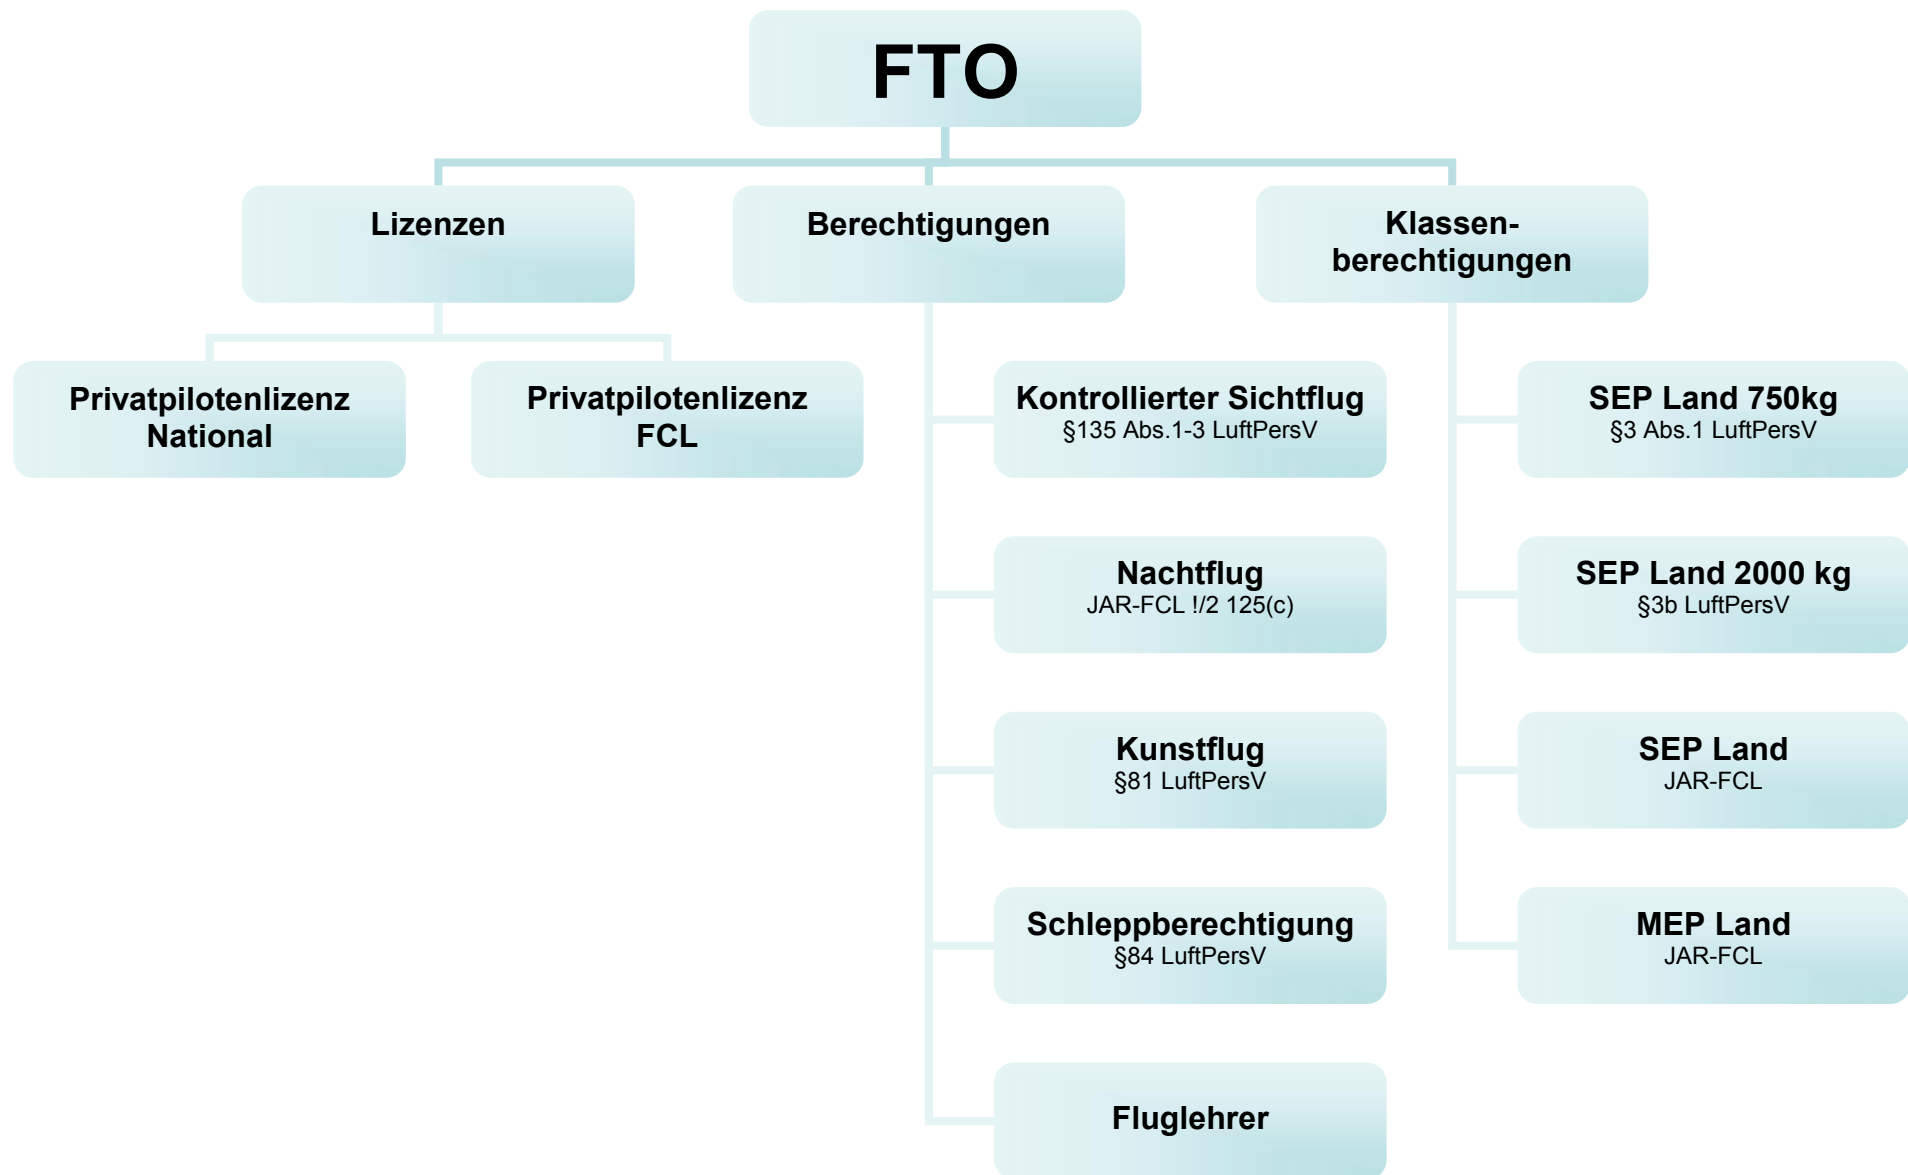 FTO
Lizenzen
Berechtigungen
Klassen-
berechtigungen
Privatpilotenlizenz
National
Privatpilotenlizenz
FCL
Kontrollierter Sichtflug
§135 Abs.1-3 LuftPersV
SEP Land 750kg
§3 Abs.1 LuftPersV
Nachtflug
JAR-FCL !/2 125(c)
SEP Land 2000 kg
§3b LuftPersV
Kunstflug
§81 LuftPersV
SEP Land
JAR-FCL
Schleppberechtigung
§84 LuftPersV
MEP Land
JAR-FCL
Fluglehrer